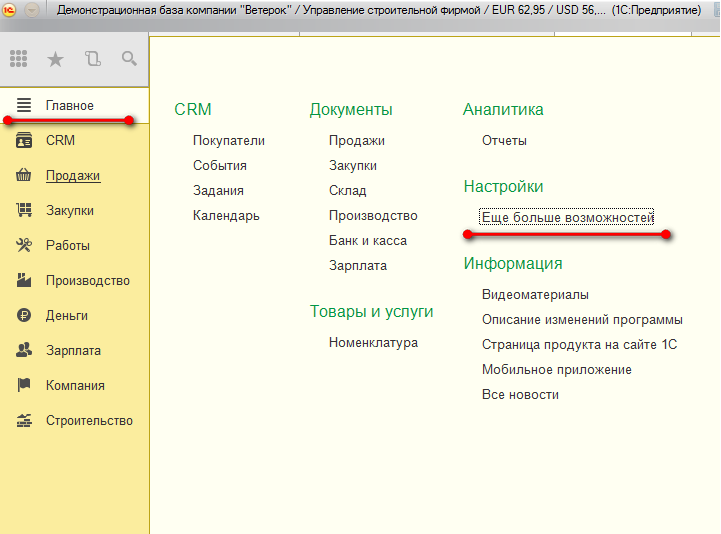 1С Демонстрационная база компании "Ветерок" / Управление строительной фирмой / EUR 62,95 / USD 56,... (1С:Предприятие)
Главное
CRM
Продажи
Закупки
Работы
Производство
Деньги
Зарплата
Компания
Строительство
CRM
Покупатели
События
Задания
Календарь
Документы
Продажи
Закупки
Склад
Производство
Банк и касса
Зарплата
Товары и услуги
Номенклатура
Аналитика
Отчеты
Настройки
Еще больше возможностей
Информация
Видеоматериалы
Описание изменений программы
Страница продукта на сайте 1С
Мобильное приложение
Все новости